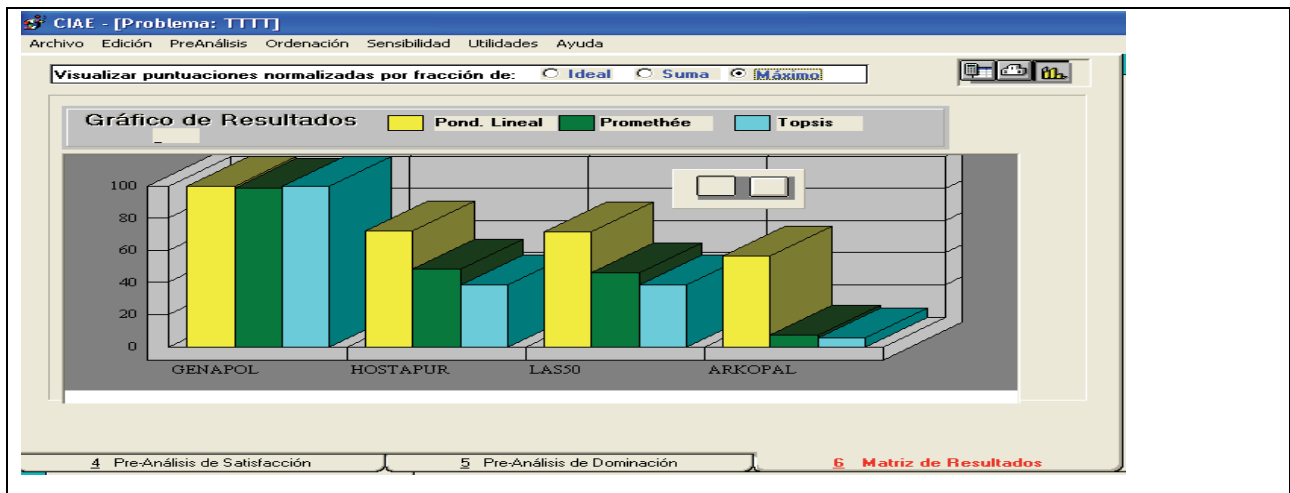 CIAE - [Problema: TTTT]
Archivo Edición PreAnálisis Ordenación Sensibilidad Utilidades Ayuda
Visualizar puntuaciones normalizadas por fracción de: Ideal Suma Máximo
Gráfico de Resultados Pond. Lineal Promethée Topsis
100
80
60
40
20
0
GENAPOL HOSTAPUR LAS50 ARKOPAL
4 Pre-Análisis de Satisfacción 5 Pre-Análisis de Dominación 6 Matriz de Resultados